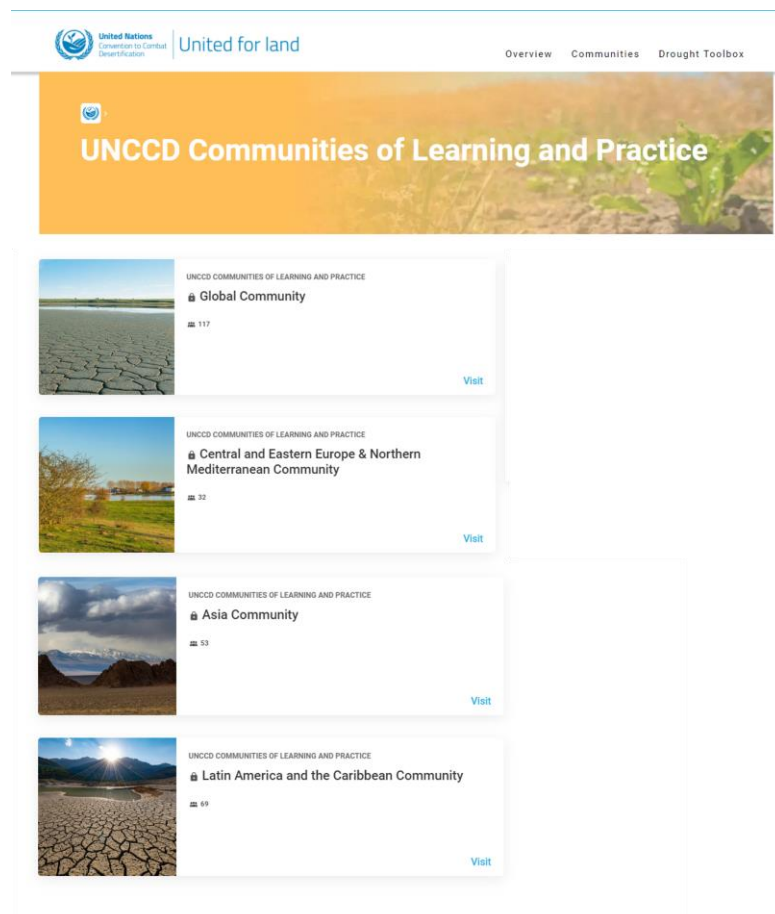 United Nations
Convention to Combat
Desertification
United for land
Overview Communities Drought Toolbox
UNCCD Communities of Learning and Practice
UNCCD COMMUNITIES OF LEARNING AND PRACTICE
Global Community
117
Visit
UNCCD COMMUNITIES OF LEARNING AND PRACTICE
Central and Eastern Europe & Northern
Mediterranean Community
32
Visit
UNCCD COMMUNITIES OF LEARNING AND PRACTICE
Asia Community
53
Visit
UNCCD COMMUNITIES OF LEARNING AND PRACTICE
Latin America and the Caribbean Community
69
Visit